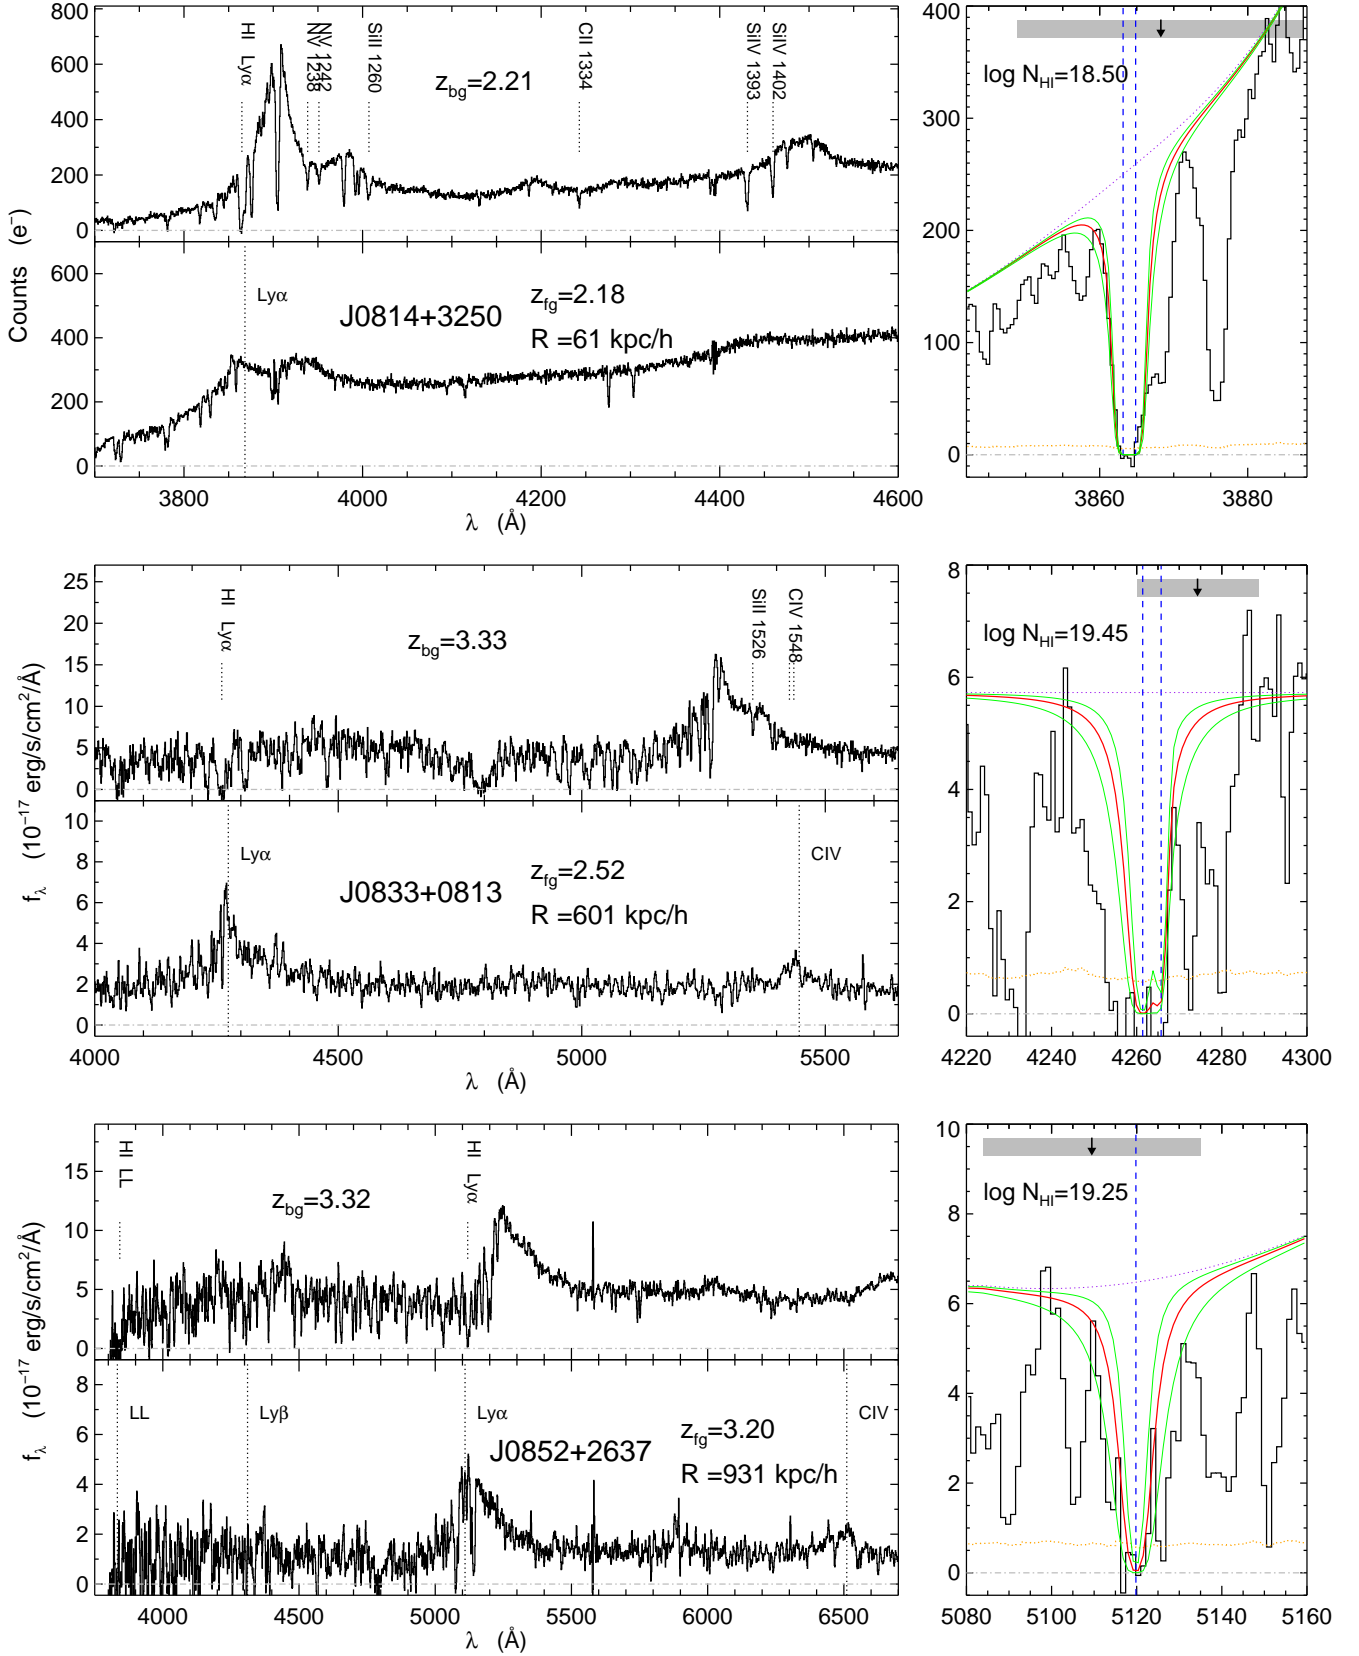 HI Lyα
NV 1238
NV 1242
SiII 1260
CII 1334
SiIV 1393
SiIV 1402
z_bg=2.21
800
600
400
200
0
Counts (e⁻)
Lyα
J0814+3250
z_fg=2.18
R =61 kpc/h
600
400
200
0
3800 4000 4200 4400 4600
λ (Å)
log N_HI=18.50
400
300
200
100
0
3860 3880
HI Lyα
SiII 1526
CIV 1548
z_bg=3.33
25
20
15
10
5
0
f_λ (10⁻¹⁷ erg/s/cm²/Å)
Lyα
CIV
J0833+0813
z_fg=2.52
R =601 kpc/h
10
8
6
4
2
0
4000 4500 5000 5500
λ (Å)
log N_HI=19.45
8
6
4
2
0
4220 4240 4260 4280 4300
HI LL
HI Lyα
z_bg=3.32
15
10
5
0
f_λ (10⁻¹⁷ erg/s/cm²/Å)
LL
Lyβ
Lyα
CIV
J0852+2637
z_fg=3.20
R =931 kpc/h
8
6
4
2
0
4000 4500 5000 5500 6000 6500
λ (Å)
log N_HI=19.25
10
8
6
4
2
0
5080 5100 5120 5140 5160